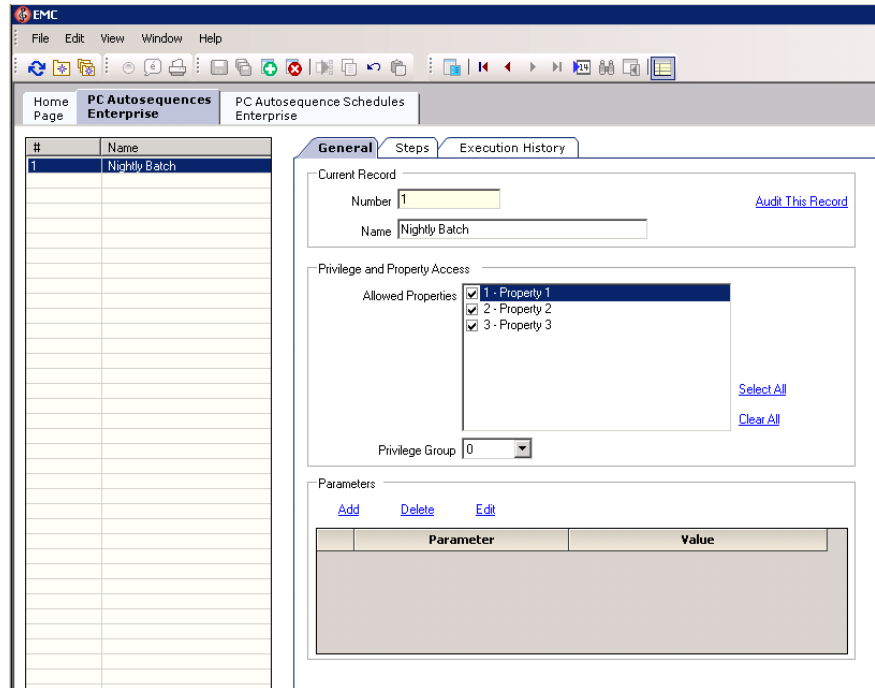 EMC
File Edit View Window Help
é 14
Home Page
PC Autosequences Enterprise
PC Autosequence Schedules Enterprise
# Name
1 Nightly Batch
General Steps Execution History
Current Record
Number 1 Audit This Record
Name Nightly Batch
Privilege and Property Access
Allowed Properties 1 - Property 1
2 - Property 2
3 - Property 3
Select All
Clear All
Privilege Group 0
Parameters
Add Delete Edit
Parameter Value